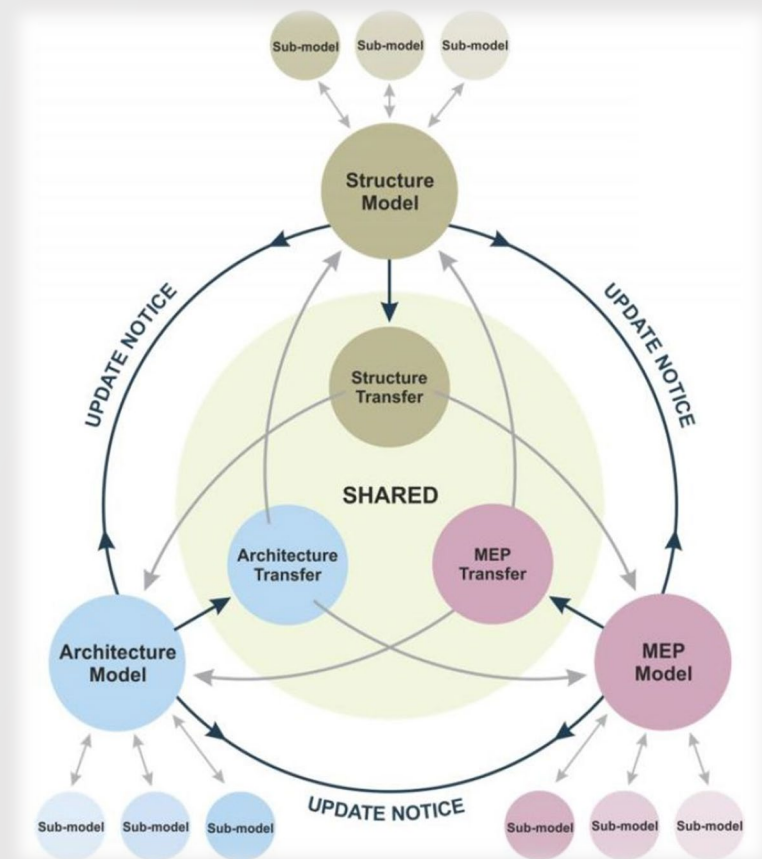 Sub-model Sub-model Sub-model
Structure
Model
UPDATE NOTICE
UPDATE NOTICE
Structure
Transfer
SHARED
Architecture
Transfer
MEP
Transfer
Architecture
Model
MEP
Model
UPDATE NOTICE
Sub-model Sub-model Sub-model
Sub-model Sub-model Sub-model